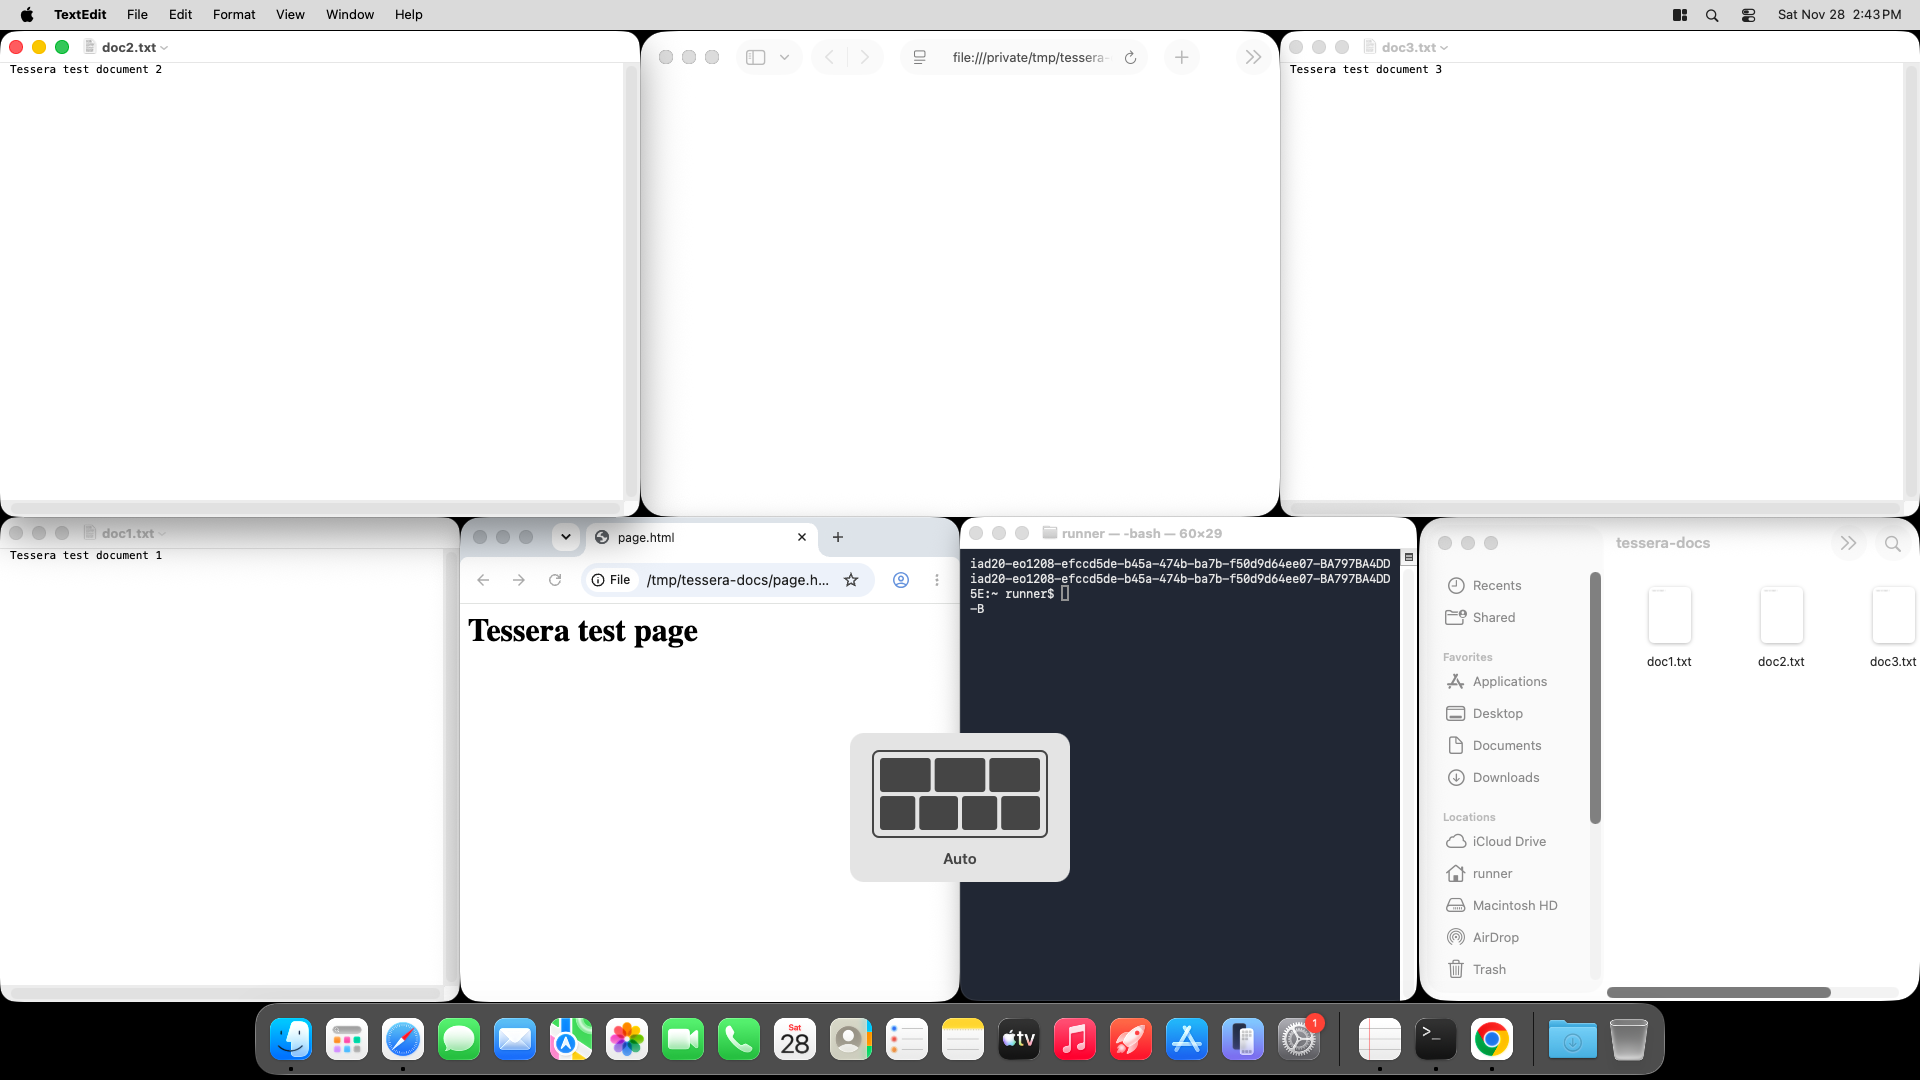 TextEdit File Edit Format View Window Help Sat Nov 28 2:43 PM
doc2.txt
Tessera test document 2
file:///private/tmp/tessera-
doc3.txt
Tessera test document 3
doc1.txt
Tessera test document 1
page.html
File /tmp/tessera-docs/page.h...
Tessera test page
runner — -bash — 60×29
iad20-eo1208-efccd5de-b45a-474b-ba7b-f50d9d64ee07-BA797BA4DD
iad20-eo1208-efccd5de-b45a-474b-ba7b-f50d9d64ee07-BA797BA4DD
5E:~ runner$
-B
tessera-docs
Recents
Shared
Favorites
Applications
Desktop
Documents
Downloads
Locations
iCloud Drive
runner
Macintosh HD
AirDrop
Trash
doc1.txt doc2.txt doc3.txt
Auto
Sat
28
tv
1